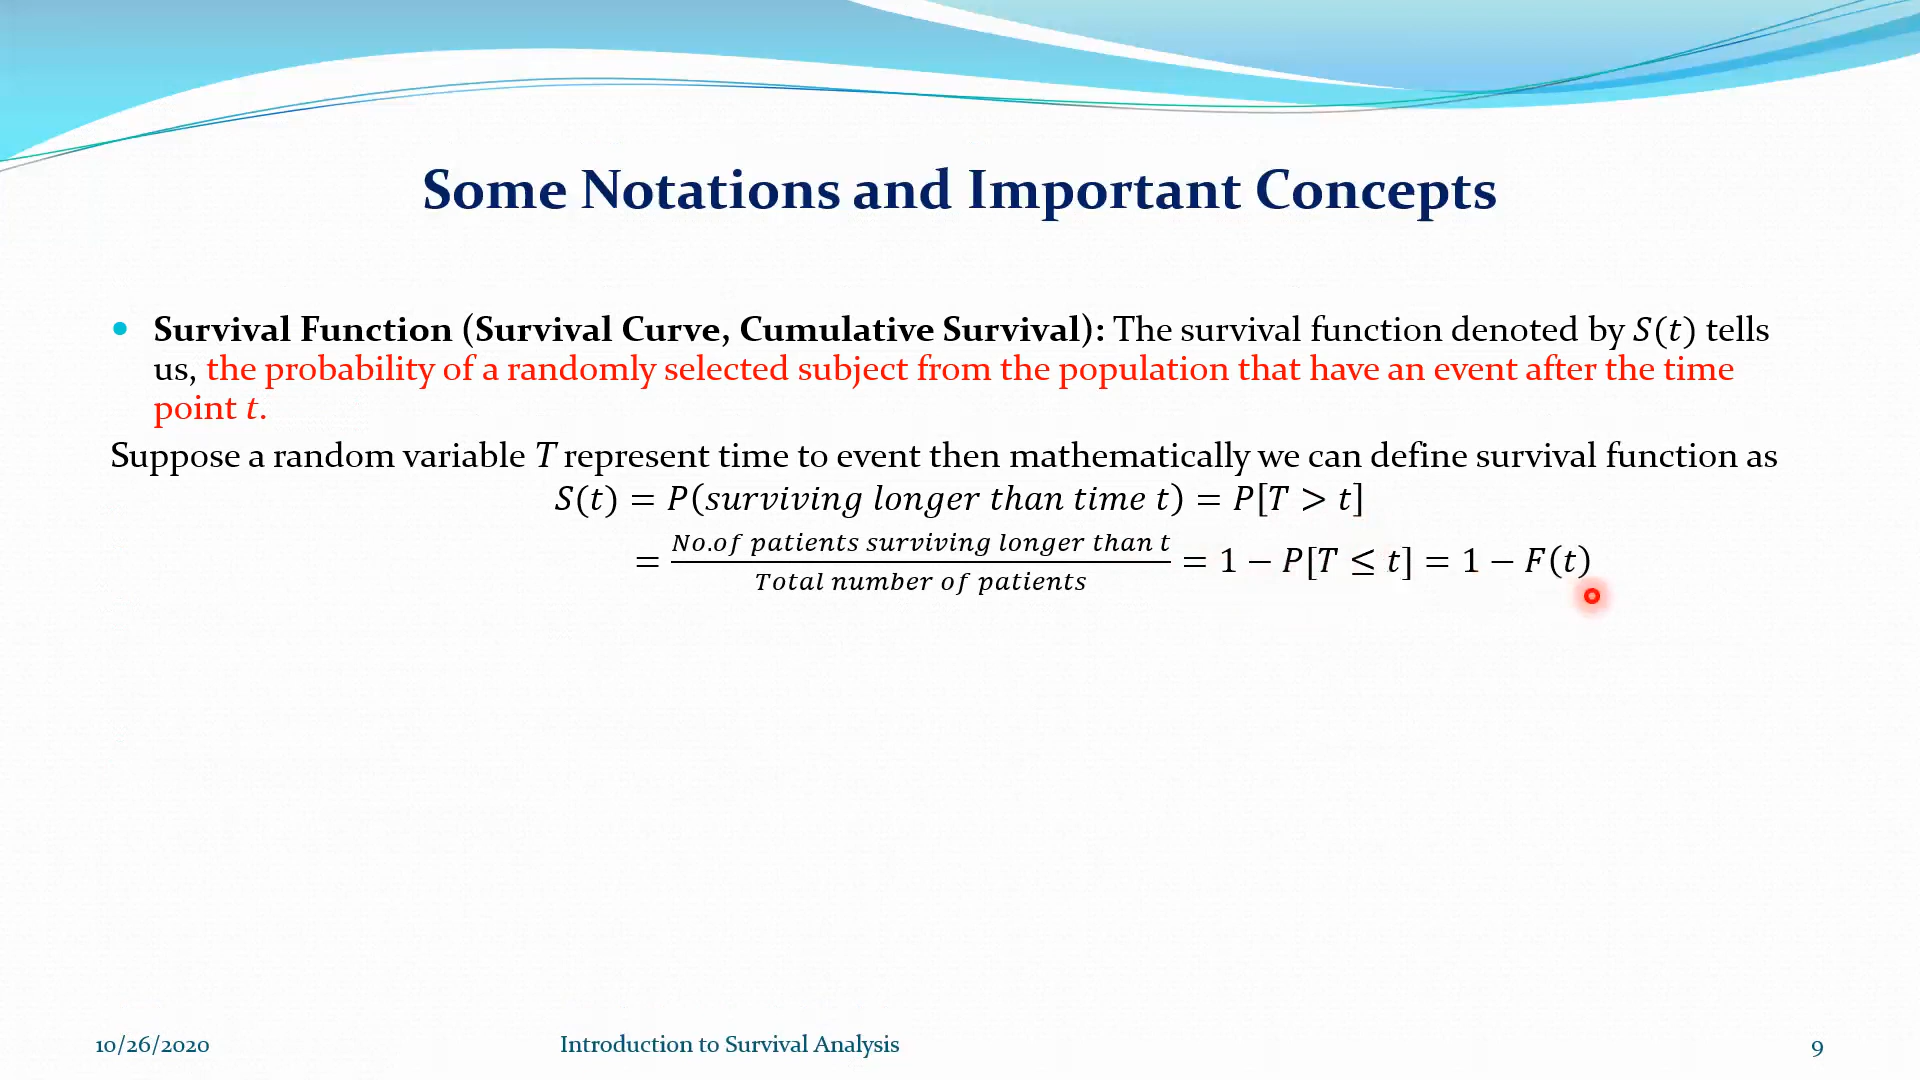 Some Notations and Important Concepts
• Survival Function (Survival Curve, Cumulative Survival): The survival function denoted by S(t) tells
us, the probability of a randomly selected subject from the population that have an event after the time
point t.
Suppose a random variable T represent time to event then mathematically we can define survival function as
S(t) = P(surviving longer than time t) = P[T > t]
= No.of patients surviving longer than t / Total number of patients = 1 − P[T ≤ t] = 1 − F(t)
10/26/2020 Introduction to Survival Analysis 9